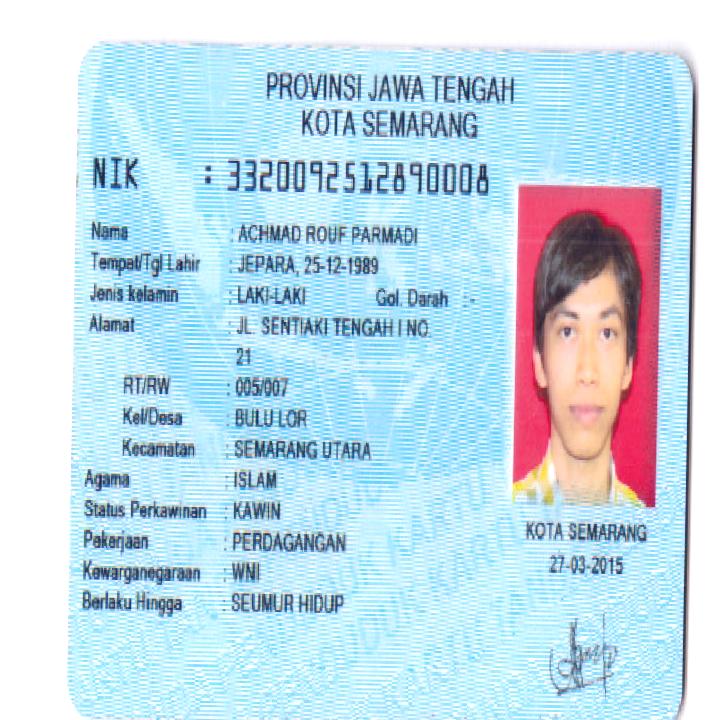 PROVINSI JAWA TENGAH
KOTA SEMARANG
NIK : 3320092512890008
Nama : ACHMAD ROUF PARMADI
Tempat/Tgl Lahir : JEPARA, 25-12-1989
Jenis kelamin : LAKI-LAKI Gol. Darah : -
Alamat : JL. SENTIAKI TENGAH I NO.
21
RT/RW : 005/007
Kel/Desa : BULU LOR
Kecamatan : SEMARANG UTARA
Agama : ISLAM
Status Perkawinan : KAWIN
Pekerjaan : PERDAGANGAN
Kewarganegaraan : WNI
Berlaku Hingga : SEUMUR HIDUP
KOTA SEMARANG
27-03-2015